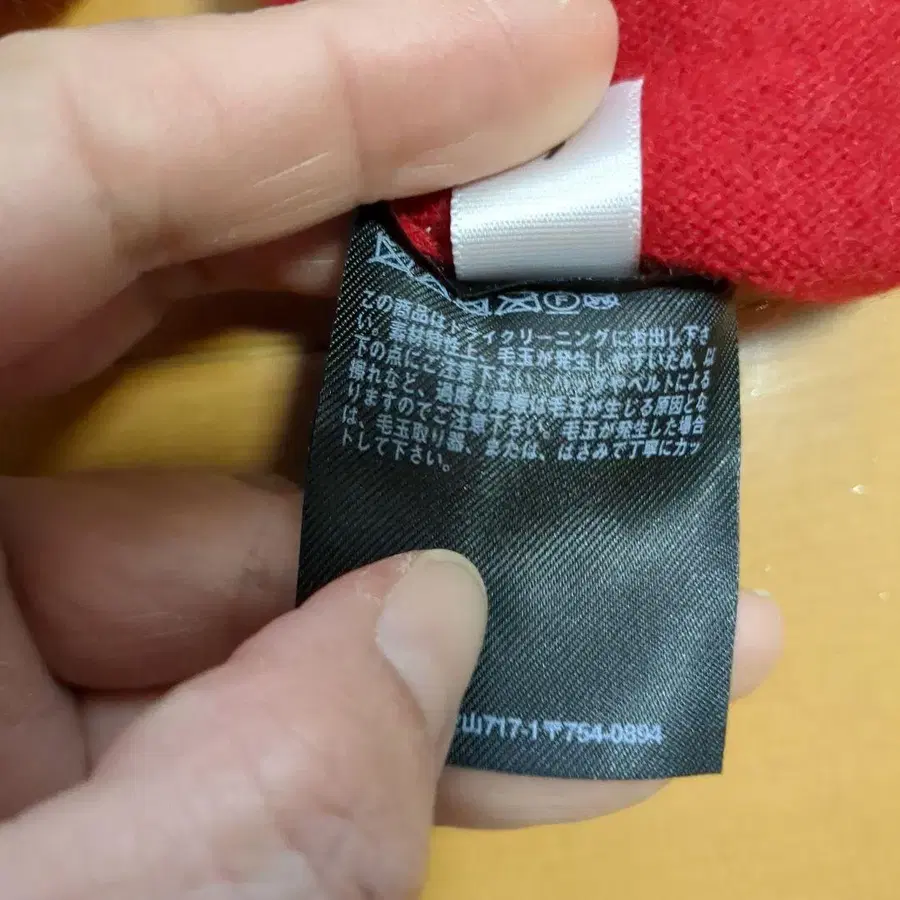 この商品はドライクリーニングにお出し下さ
い。素材特性上、毛玉が発生しやすいため、以
下の点にご注意下さい。バッグやベルトによる
擦れなど、過度な摩擦は毛玉が生じる原因とな
りますのでご注意下さい。毛玉が発生した場合
は、毛玉取り器、または、はさみで丁寧にカッ
トして下さい。
山717-1〒754-0894